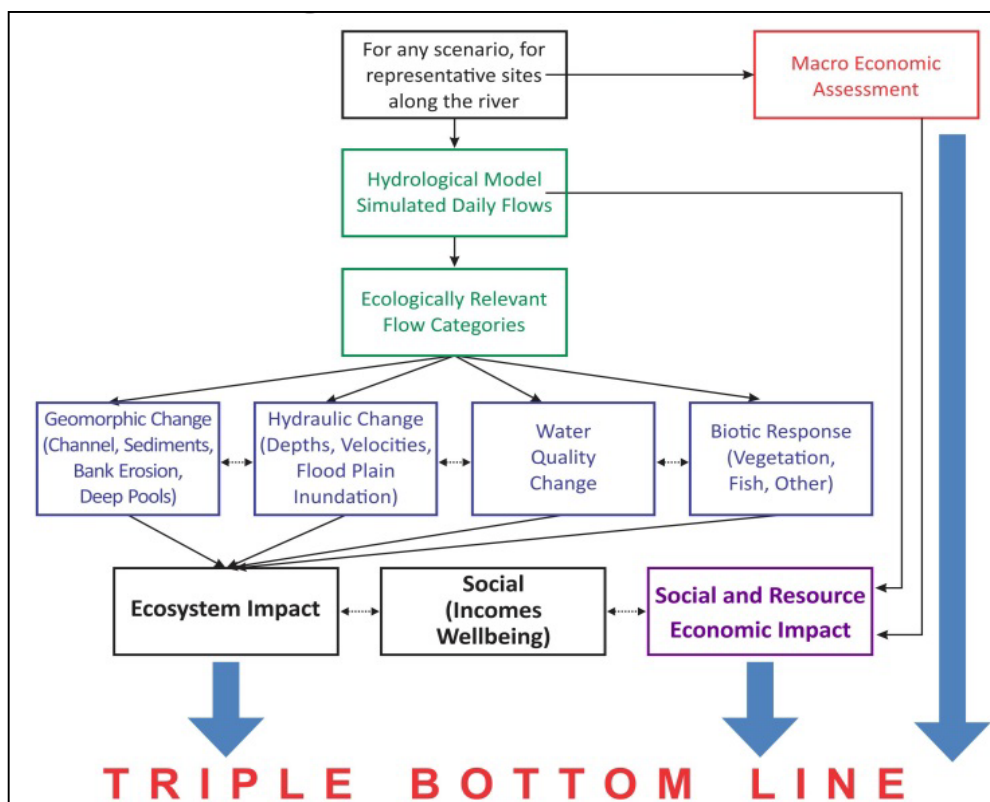 For any scenario, for
representative sites
along the river
Macro Economic
Assessment
Hydrological Model
Simulated Daily Flows
Ecologically Relevant
Flow Categories
Geomorphic Change
(Channel, Sediments,
Bank Erosion,
Deep Pools)
Hydraulic Change
(Depths, Velocities,
Flood Plain
Inundation)
Water
Quality
Change
Biotic Response
(Vegetation,
Fish, Other)
Ecosystem Impact
Social
(Incomes
Wellbeing)
Social and Resource
Economic Impact
TRIPLE BOTTOM LINE